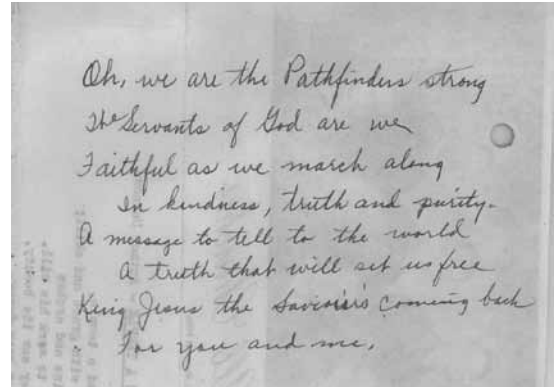 Oh, we are the Pathfinders strong
The Servants of God are we
Faithful as we march along
In kindness, truth and purity.
A message to tell to the world
A truth that will set us free
King Jesus the Saviour's coming back
For you and me.